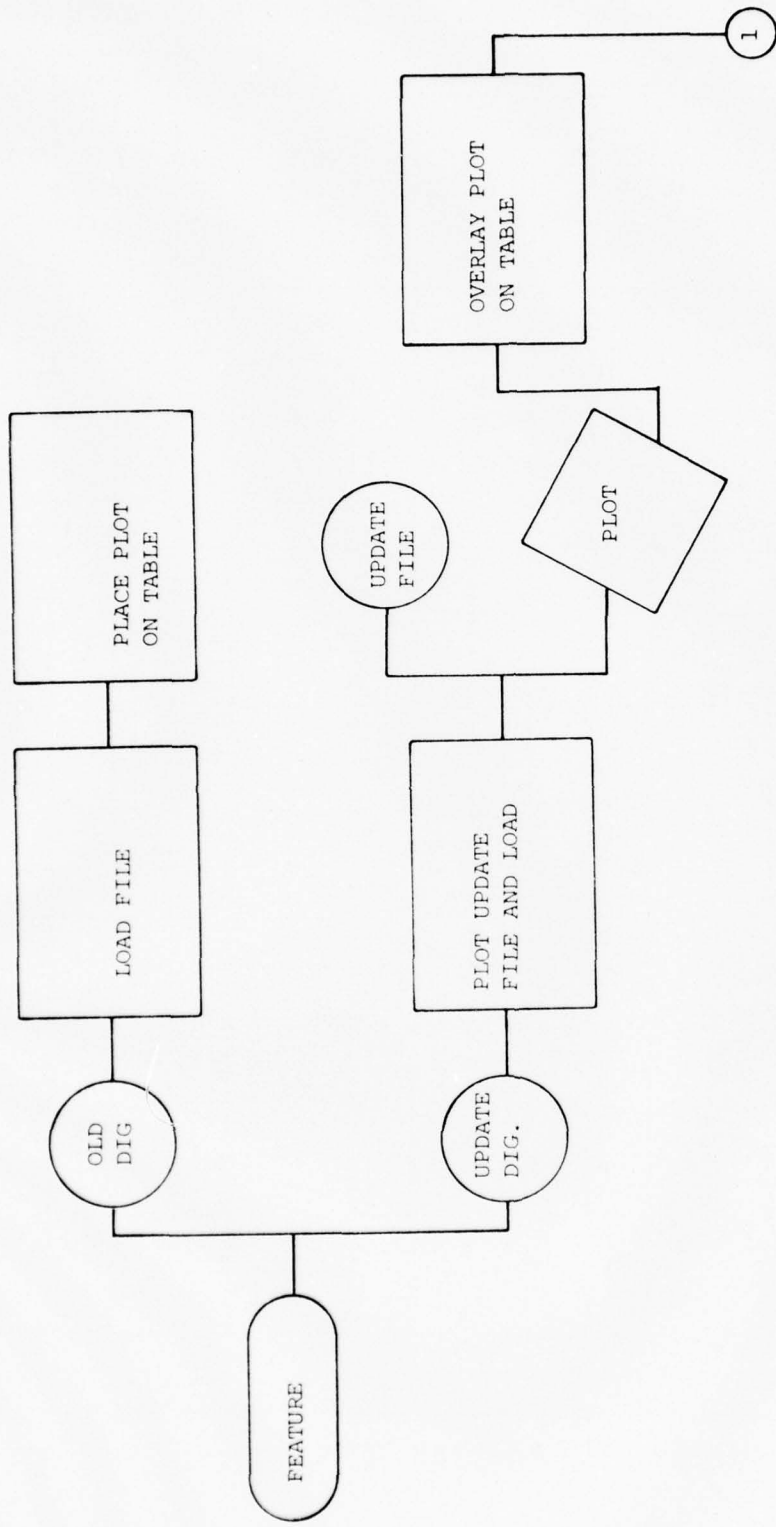 FEATURE
OLD
DIG
LOAD FILE
PLACE PLOT
ON TABLE
UPDATE
DIG.
PLOT UPDATE
FILE AND LOAD
UPDATE
FILE
PLOT
OVERLAY PLOT
ON TABLE
1